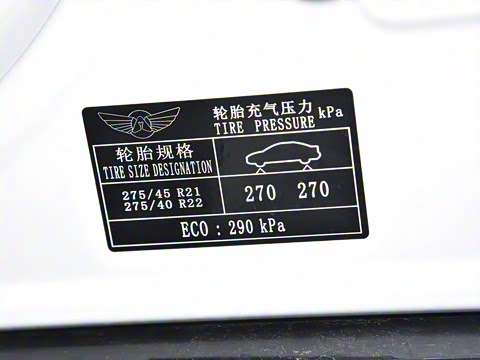 轮胎充气压力 kPa
TIRE PRESSURE
轮胎规格
TIRE SIZE DESIGNATION
275/45 R21
275/40 R22
270 270
ECO : 290 kPa